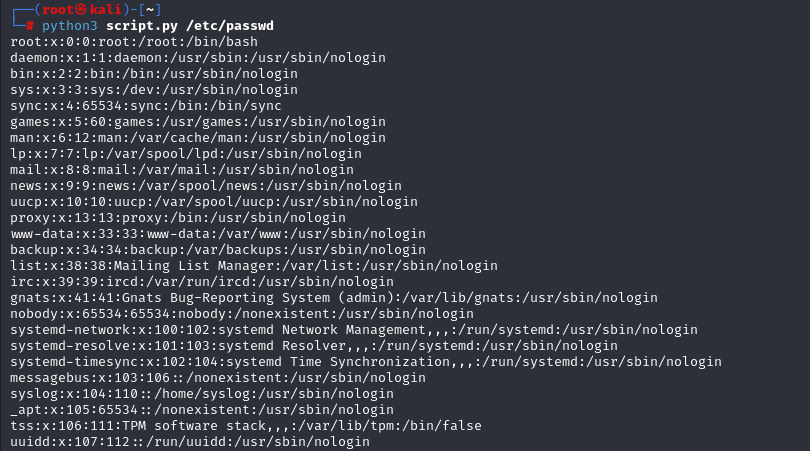 ┌──(root㉿kali)-[~]
└─# python3 script.py /etc/passwd
root:x:0:0:root:/root:/bin/bash
daemon:x:1:1:daemon:/usr/sbin:/usr/sbin/nologin
bin:x:2:2:bin:/bin:/usr/sbin/nologin
sys:x:3:3:sys:/dev:/usr/sbin/nologin
sync:x:4:65534:sync:/bin:/bin/sync
games:x:5:60:games:/usr/games:/usr/sbin/nologin
man:x:6:12:man:/var/cache/man:/usr/sbin/nologin
lp:x:7:7:lp:/var/spool/lpd:/usr/sbin/nologin
mail:x:8:8:mail:/var/mail:/usr/sbin/nologin
news:x:9:9:news:/var/spool/news:/usr/sbin/nologin
uucp:x:10:10:uucp:/var/spool/uucp:/usr/sbin/nologin
proxy:x:13:13:proxy:/bin:/usr/sbin/nologin
www-data:x:33:33:www-data:/var/www:/usr/sbin/nologin
backup:x:34:34:backup:/var/backups:/usr/sbin/nologin
list:x:38:38:Mailing List Manager:/var/list:/usr/sbin/nologin
irc:x:39:39:ircd:/var/run/ircd:/usr/sbin/nologin
gnats:x:41:41:Gnats Bug-Reporting System (admin):/var/lib/gnats:/usr/sbin/nologin
nobody:x:65534:65534:nobody:/nonexistent:/usr/sbin/nologin
systemd-network:x:100:102:systemd Network Management,,,:/run/systemd:/usr/sbin/nologin
systemd-resolve:x:101:103:systemd Resolver,,,:/run/systemd:/usr/sbin/nologin
systemd-timesync:x:102:104:systemd Time Synchronization,,,:/run/systemd:/usr/sbin/nologin
messagebus:x:103:106::/nonexistent:/usr/sbin/nologin
syslog:x:104:110::/home/syslog:/usr/sbin/nologin
_apt:x:105:65534::/nonexistent:/usr/sbin/nologin
tss:x:106:111:TPM software stack,,,:/var/lib/tpm:/bin/false
uuidd:x:107:112::/run/uuidd:/usr/sbin/nologin